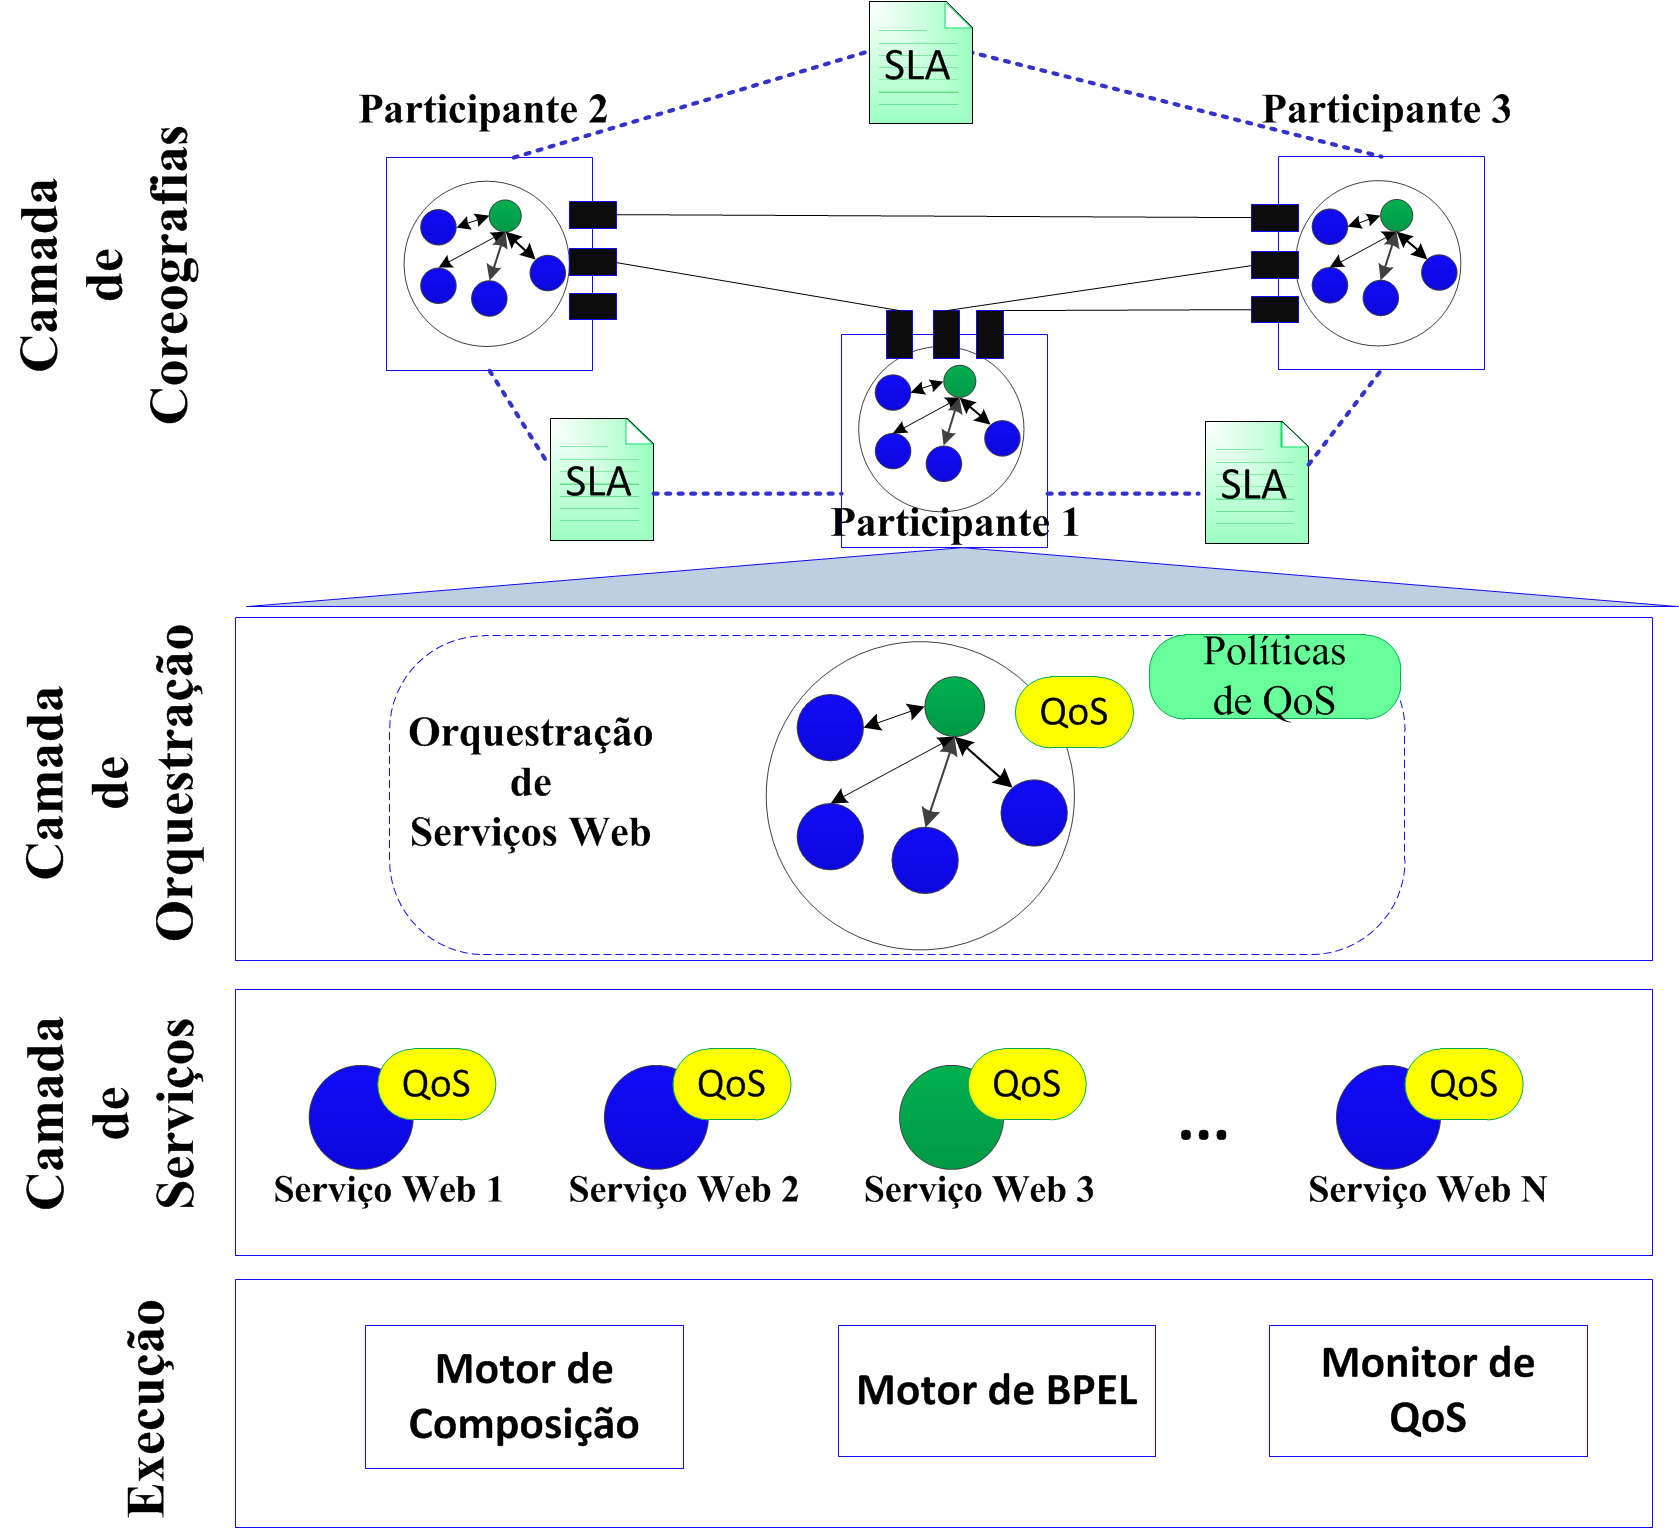 SLA
Participante 2
Participante 3
Camada
de
Coreografias
SLA
SLA
Participante 1
Camada
de
Orquestração
Políticas
de QoS
QoS
Orquestração
de
Serviços Web
Camada
de
Serviços
QoS
QoS
QoS
QoS
...
Serviço Web 1
Serviço Web 2
Serviço Web 3
Serviço Web N
Execução
Motor de
Composição
Motor de BPEL
Monitor de
QoS